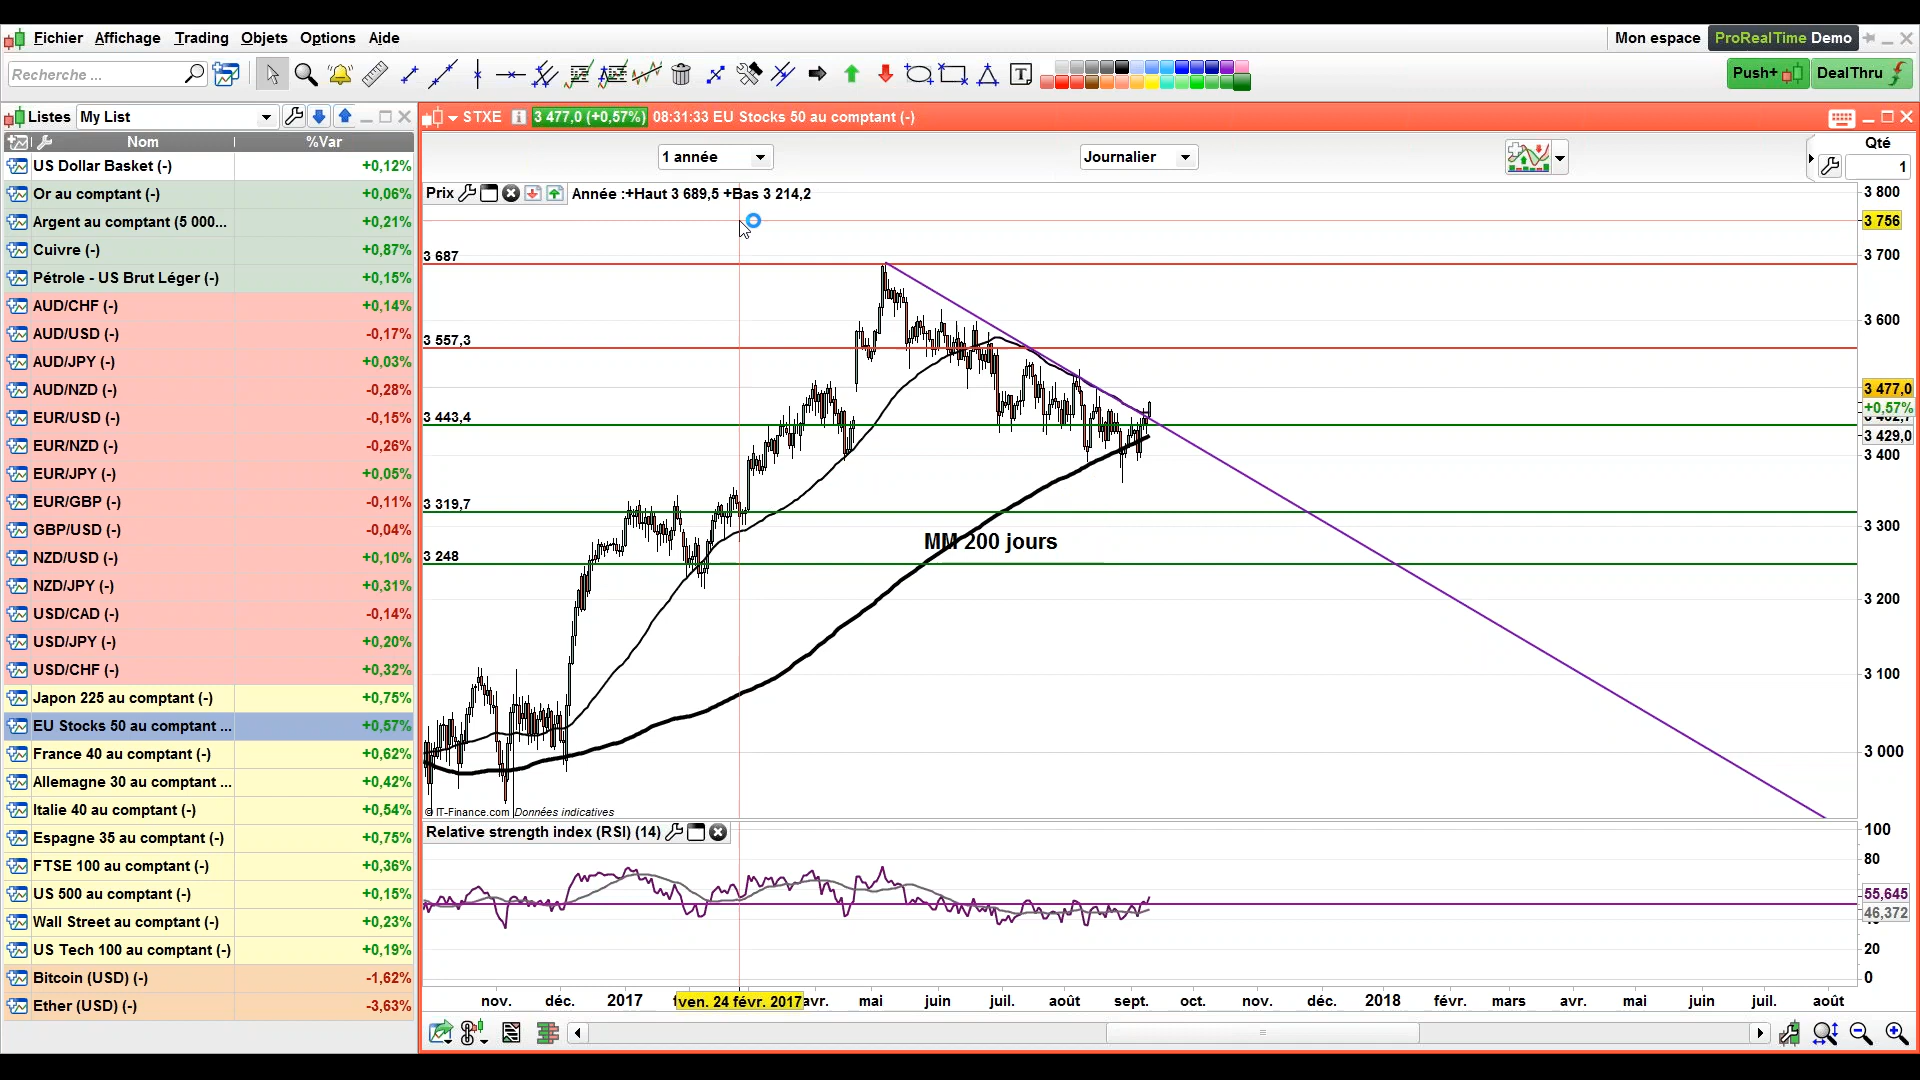 Fichier Affichage Trading Objets Options Aide
Mon espace ProRealTime Demo
Recherche ...
T
Push+ DealThru
Listes My List
STXE 3 477,0 (+0,57%) 08:31:33 EU Stocks 50 au comptant (-)
Nom %Var
1 année Journalier
Qté
1
Prix Année :+Haut 3 689,5 +Bas 3 214,2
US Dollar Basket (-) +0,12%
Or au comptant (-) +0,06%
Argent au comptant (5 000... +0,21%
Cuivre (-) +0,87%
Pétrole - US Brut Léger (-) +0,15%
AUD/CHF (-) +0,14%
AUD/USD (-) -0,17%
AUD/JPY (-) +0,03%
AUD/NZD (-) -0,28%
EUR/USD (-) -0,15%
EUR/NZD (-) -0,26%
EUR/JPY (-) +0,05%
EUR/GBP (-) -0,11%
GBP/USD (-) -0,04%
NZD/USD (-) +0,10%
NZD/JPY (-) +0,31%
USD/CAD (-) -0,14%
USD/JPY (-) +0,20%
USD/CHF (-) +0,32%
Japon 225 au comptant (-) +0,75%
EU Stocks 50 au comptant ... +0,57%
France 40 au comptant (-) +0,62%
Allemagne 30 au comptant ... +0,42%
Italie 40 au comptant (-) +0,54%
Espagne 35 au comptant (-) +0,75%
FTSE 100 au comptant (-) +0,36%
US 500 au comptant (-) +0,15%
Wall Street au comptant (-) +0,23%
US Tech 100 au comptant (-) +0,19%
Bitcoin (USD) (-) -1,62%
Ether (USD) (-) -3,63%
3 687
3 557,3
3 443,4
3 319,7
3 248
MM 200 jours
3 800
3 756
3 700
3 600
3 477,0
+0,57%
3 429,0
3 400
3 300
3 200
3 100
3 000
© IT-Finance.com Données indicatives
Relative strength index (RSI) (14)
100
80
55,645
46,372
20
0
nov. déc. 2017 ven. 24 févr. 2017 avr. mai juin juil. août sept. oct. nov. déc. 2018 févr. mars avr. mai juin juil. août